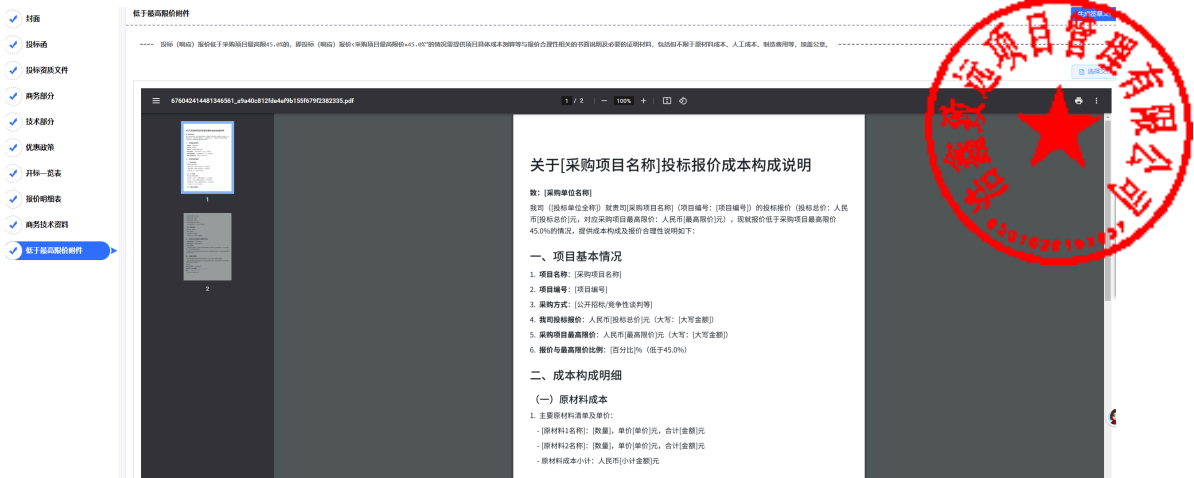 封面
投标函
投标资质文件
商务部分
技术部分
优惠政策
开标一览表
报价明细表
商务技术资料
低于最高限价附件
低于最高限价附件
---- 投标（响应）报价低于采购项目最高限45.0%的，即投标（响应）报价<采购项目最高限价×45.0%"的情况需提供项目具体成本测算等与报价合理性相关的书面说明及必要的证明材料，包括但不限于原材料成本、人工成本、制造费用等，加盖公章。
676042414481346561_a9a40c812fde4af9b155f679f2382335.pdf
1 / 2
100%
1
2
关于[采购项目名称]投标报价成本构成说明
致：[采购单位名称]
我司（[投标单位全称]）就贵司[采购项目名称]（项目编号：[项目编号]）的投标报价（投标总价：人民
币[投标总价]元，对应采购项目最高限价：人民币[最高限价]元），现就报价低于采购项目最高限价
45.0%的情况，提供成本构成及报价合理性说明如下：
一、项目基本情况
1. 项目名称：[采购项目名称]
2. 项目编号：[项目编号]
3. 采购方式：[公开招标/竞争性谈判等]
4. 我司投标报价：人民币[投标总价]元（大写：[大写金额]）
5. 采购项目最高限价：人民币[最高限价]元（大写：[大写金额]）
6. 报价与最高限价比例：[百分比]%（低于45.0%）
二、成本构成明细
（一）原材料成本
1. 主要原材料清单及单价：
- [原材料1名称]：[数量]，单价[单价]元，合计[金额]元
- [原材料2名称]：[数量]，单价[单价]元，合计[金额]元
- 原材料成本小计：人民币[小计金额]元
鑫致远项目管理有限公司